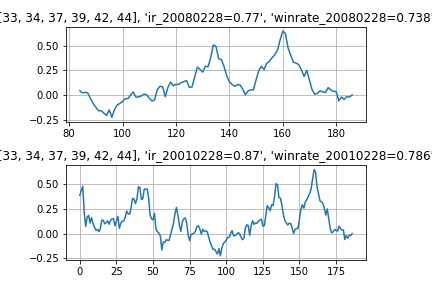 [33, 34, 37, 39, 42, 44], 'ir_20080228=0.77', 'winrate_20080228=0.738'
0.50
0.25
0.00
−0.25
80 100 120 140 160 180
[33, 34, 37, 39, 42, 44], 'ir_20010228=0.87', 'winrate_20010228=0.786'
0.50
0.25
0.00
−0.25
0 25 50 75 100 125 150 175